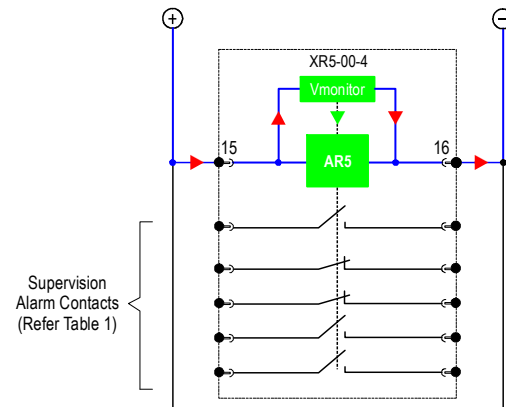 +
−
XR5-00-4
Vmonitor
15
AR5
16
Supervision
Alarm Contacts
(Refer Table 1)